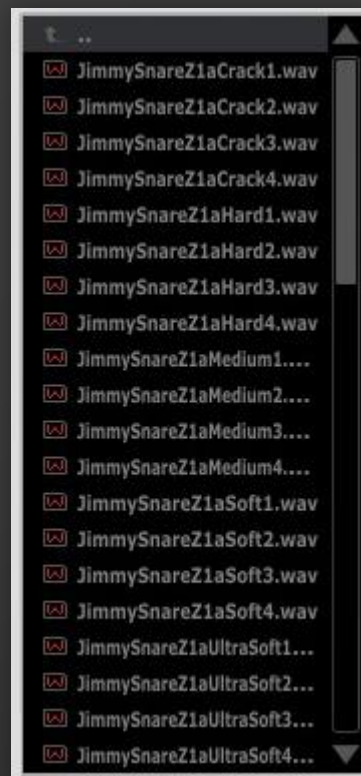 ..
JimmySnareZ1aCrack1.wav
JimmySnareZ1aCrack2.wav
JimmySnareZ1aCrack3.wav
JimmySnareZ1aCrack4.wav
JimmySnareZ1aHard1.wav
JimmySnareZ1aHard2.wav
JimmySnareZ1aHard3.wav
JimmySnareZ1aHard4.wav
JimmySnareZ1aMedium1....
JimmySnareZ1aMedium2....
JimmySnareZ1aMedium3....
JimmySnareZ1aMedium4....
JimmySnareZ1aSoft1.wav
JimmySnareZ1aSoft2.wav
JimmySnareZ1aSoft3.wav
JimmySnareZ1aSoft4.wav
JimmySnareZ1aUltraSoft1...
JimmySnareZ1aUltraSoft2...
JimmySnareZ1aUltraSoft3...
JimmySnareZ1aUltraSoft4...